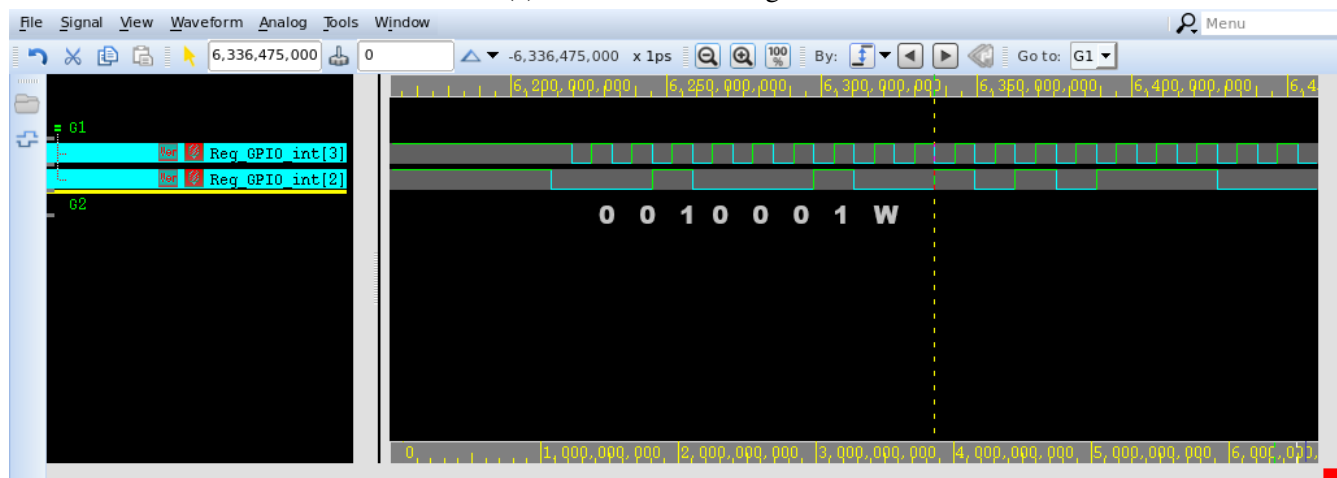 File Signal View Waveform Analog Tools Window Menu
6,336,475,000 0 -6,336,475,000 x 1ps 100 % By: Go to: G1
6,200,000,000 6,250,000,000 6,300,000,000 6,350,000,000 6,400,000,000 6,4
G1
Reg_GPIO_int[3]
Reg_GPIO_int[2]
G2
0 0 1 0 0 0 1 W
0 1,000,000,000 2,000,000,000 3,000,000,000 4,000,000,000 5,000,000,000